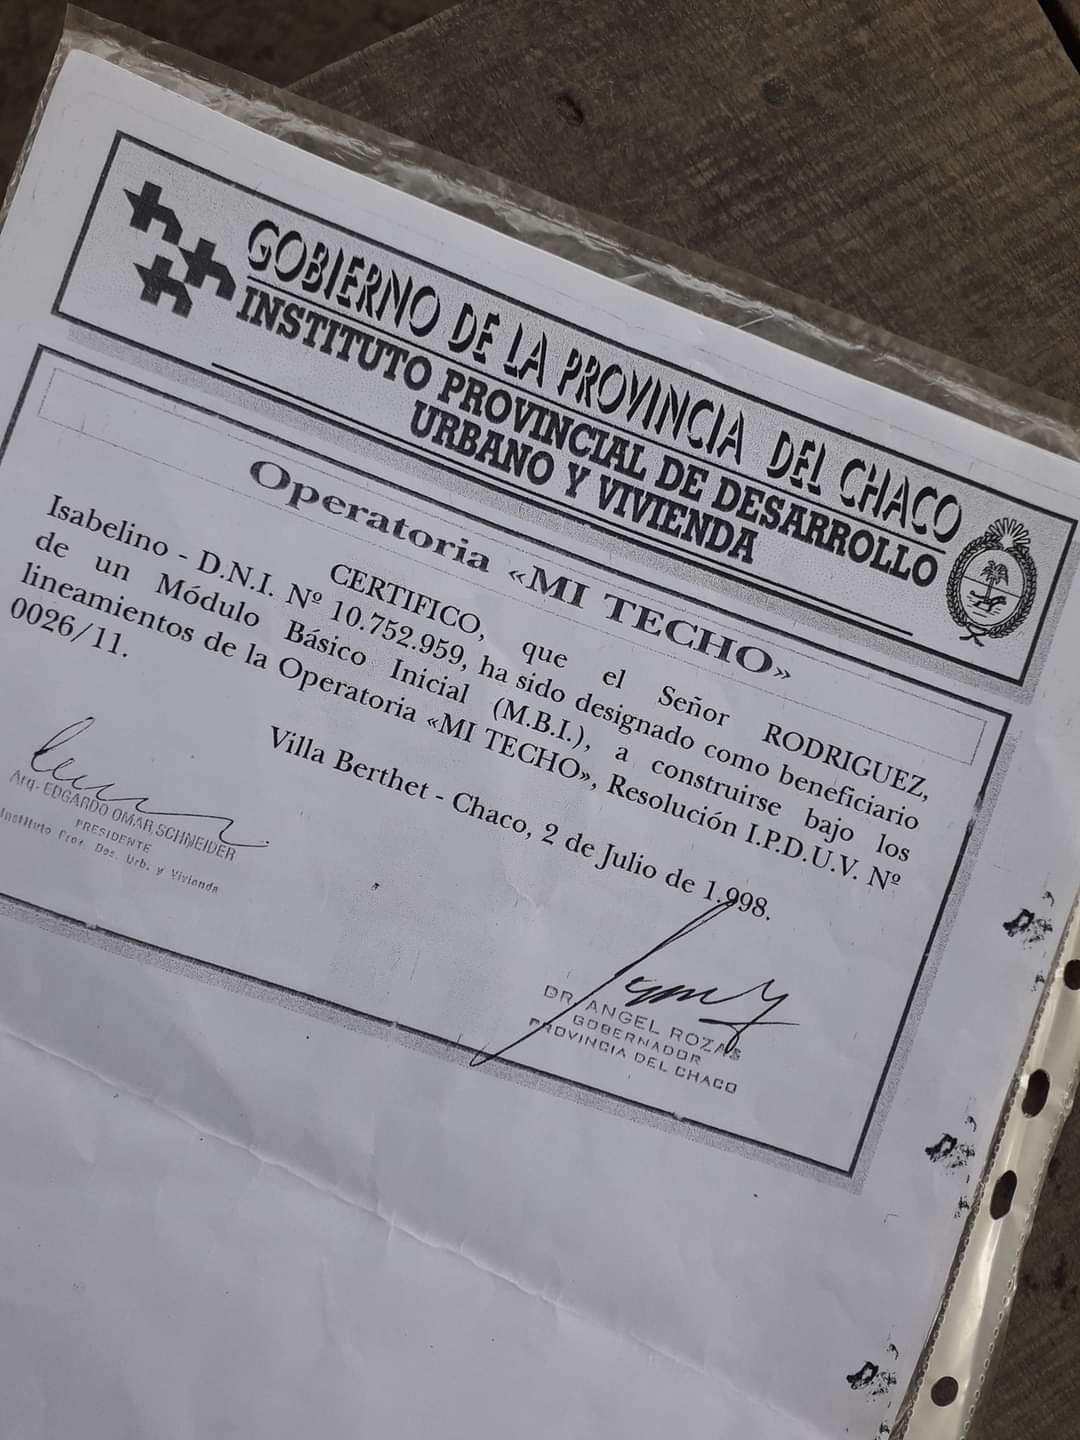 GOBIERNO DE LA PROVINCIA DEL CHACO
INSTITUTO PROVINCIAL DE DESARROLLO
URBANO Y VIVIENDA
Operatoria «MI TECHO»
CERTIFICO, que el Señor RODRIGUEZ,
Isabelino - D.N.I. Nº 10.752.959, ha sido designado como beneficiario
de un Módulo Básico Inicial (M.B.I.), a construirse bajo los
lineamientos de la Operatoria «MI TECHO», Resolución I.P.D.U.V. Nº
0026/11.
Villa Berthet - Chaco, 2 de Julio de 1.998.
Arq. EDGARDO OMAR SCHNEIDER
PRESIDENTE
Instituto Prov. Des. Urb. y Vivienda
DR. ANGEL ROZAS
GOBERNADOR
PROVINCIA DEL CHACO